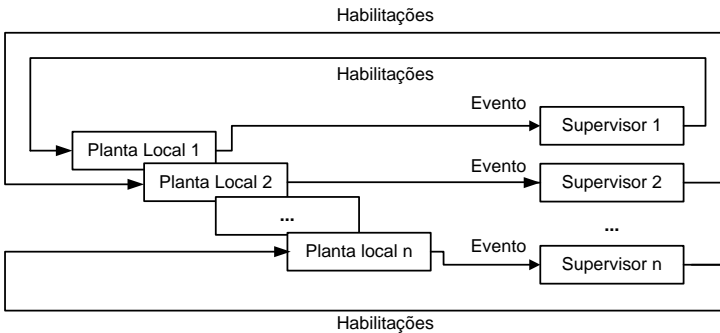 Habilitações
Habilitações
Evento
Planta Local 1
Supervisor 1
Evento
Planta Local 2
Supervisor 2
...
...
Evento
Planta local n
Supervisor n
Habilitações